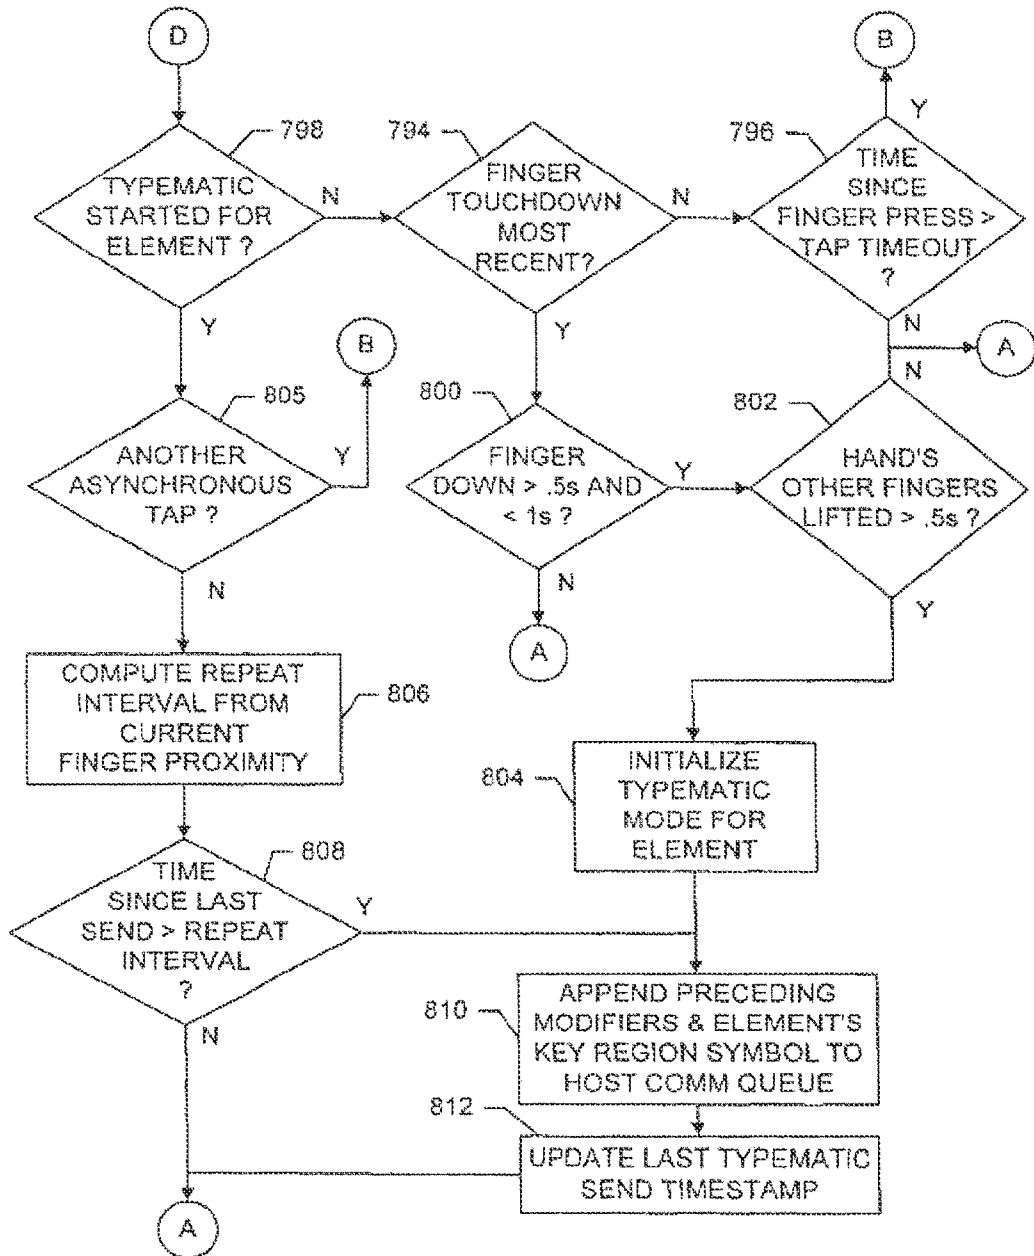 D
798
TYPEMATIC
STARTED FOR
ELEMENT ?
N
Y
794
FINGER
TOUCHDOWN
MOST
RECENT?
N
Y
B
Y
796
TIME
SINCE
FINGER PRESS >
TAP TIMEOUT
?
N
A
N
B
805
ANOTHER
ASYNCHRONOUS
TAP ?
Y
N
800
FINGER
DOWN > .5s AND
< 1s ?
Y
N
A
802
HAND'S
OTHER FINGERS
LIFTED > .5s ?
Y
COMPUTE REPEAT
INTERVAL FROM
CURRENT
FINGER PROXIMITY
806
804
INITIALIZE
TYPEMATIC
MODE FOR
ELEMENT
808
TIME
SINCE LAST
SEND > REPEAT
INTERVAL
?
Y
N
810
APPEND PRECEDING
MODIFIERS & ELEMENT'S
KEY REGION SYMBOL TO
HOST COMM QUEUE
812
UPDATE LAST TYPEMATIC
SEND TIMESTAMP
A